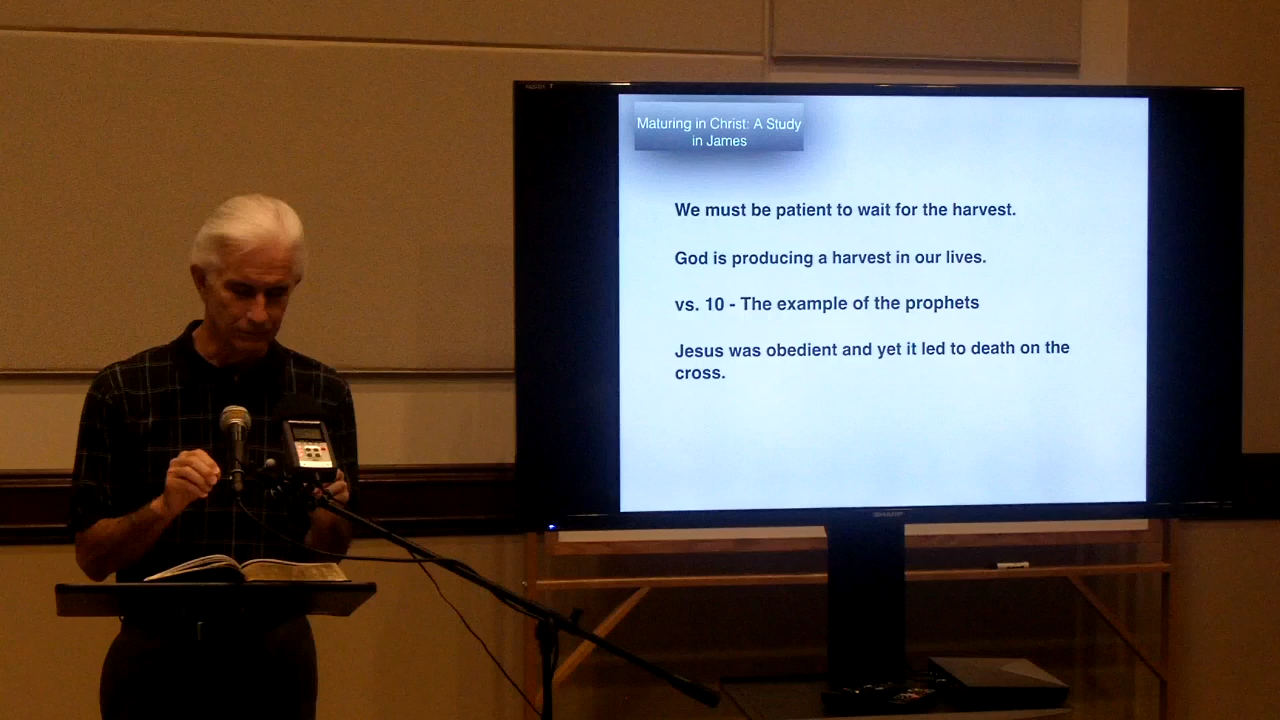 Maturing in Christ: A Study
in James
We must be patient to wait for the harvest.
God is producing a harvest in our lives.
vs. 10 - The example of the prophets
Jesus was obedient and yet it led to death on the
cross.
SHARP